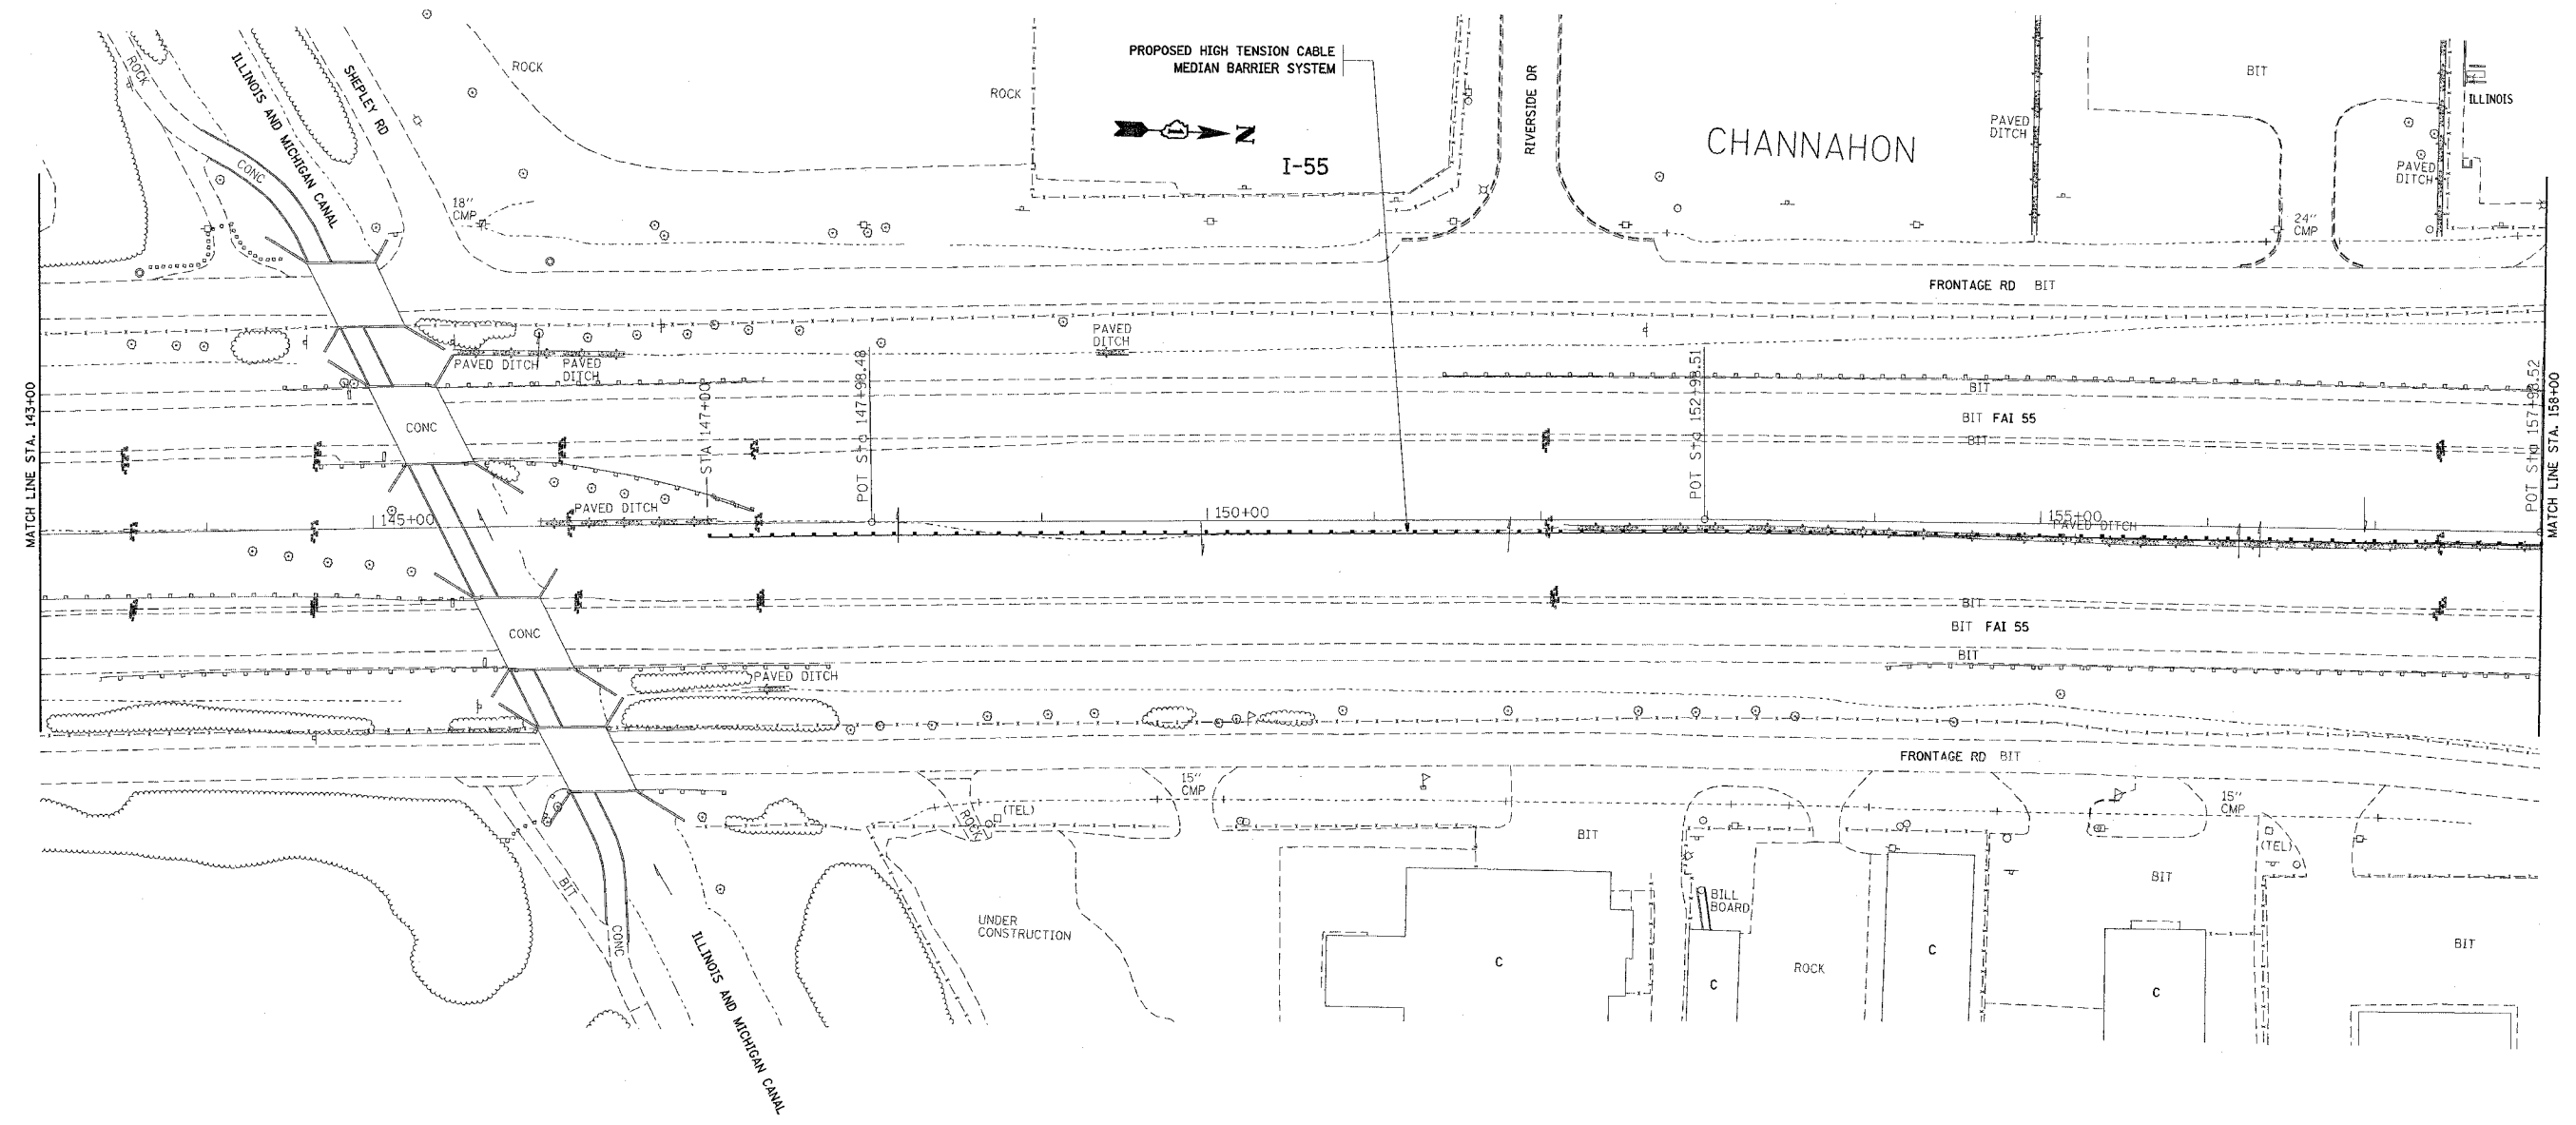 PROPOSED HIGH TENSION CABLE
MEDIAN BARRIER SYSTEM
N
I-55
RIVERSIDE DR
CHANNAHON
ROCK
ILLINOIS AND MICHIGAN CANAL
SHEPLEY RD
ROCK
ROCK
CONC
18"
CMP
PAVED
DITCH
BIT
ILLINOIS
PAVED
DITCH
24"
CMP
FRONTAGE RD BIT
PAVED DITCH
PAVED
DITCH
PAVED
DITCH
MATCH LINE STA. 143+00
STA 147+00
POT Sta 147+98.48
POT Sta 152+98.51
POT Sta 157+98.52
MATCH LINE STA. 158+00
BIT
BIT FAI 55
BIT
CONC
PAVED DITCH
145+00
150+00
155+00
PAVED DITCH
CONC
BIT
BIT FAI 55
BIT
PAVED DITCH
FRONTAGE RD BIT
15"
CMP
15"
CMP
ROCK
(TEL)
BIT
(TEL)
BIT
BIT
CONC
UNDER
CONSTRUCTION
BILL
BOARD
BIT
BIT
ROCK
C
C
C
C
ILLINOIS AND MICHIGAN CANAL